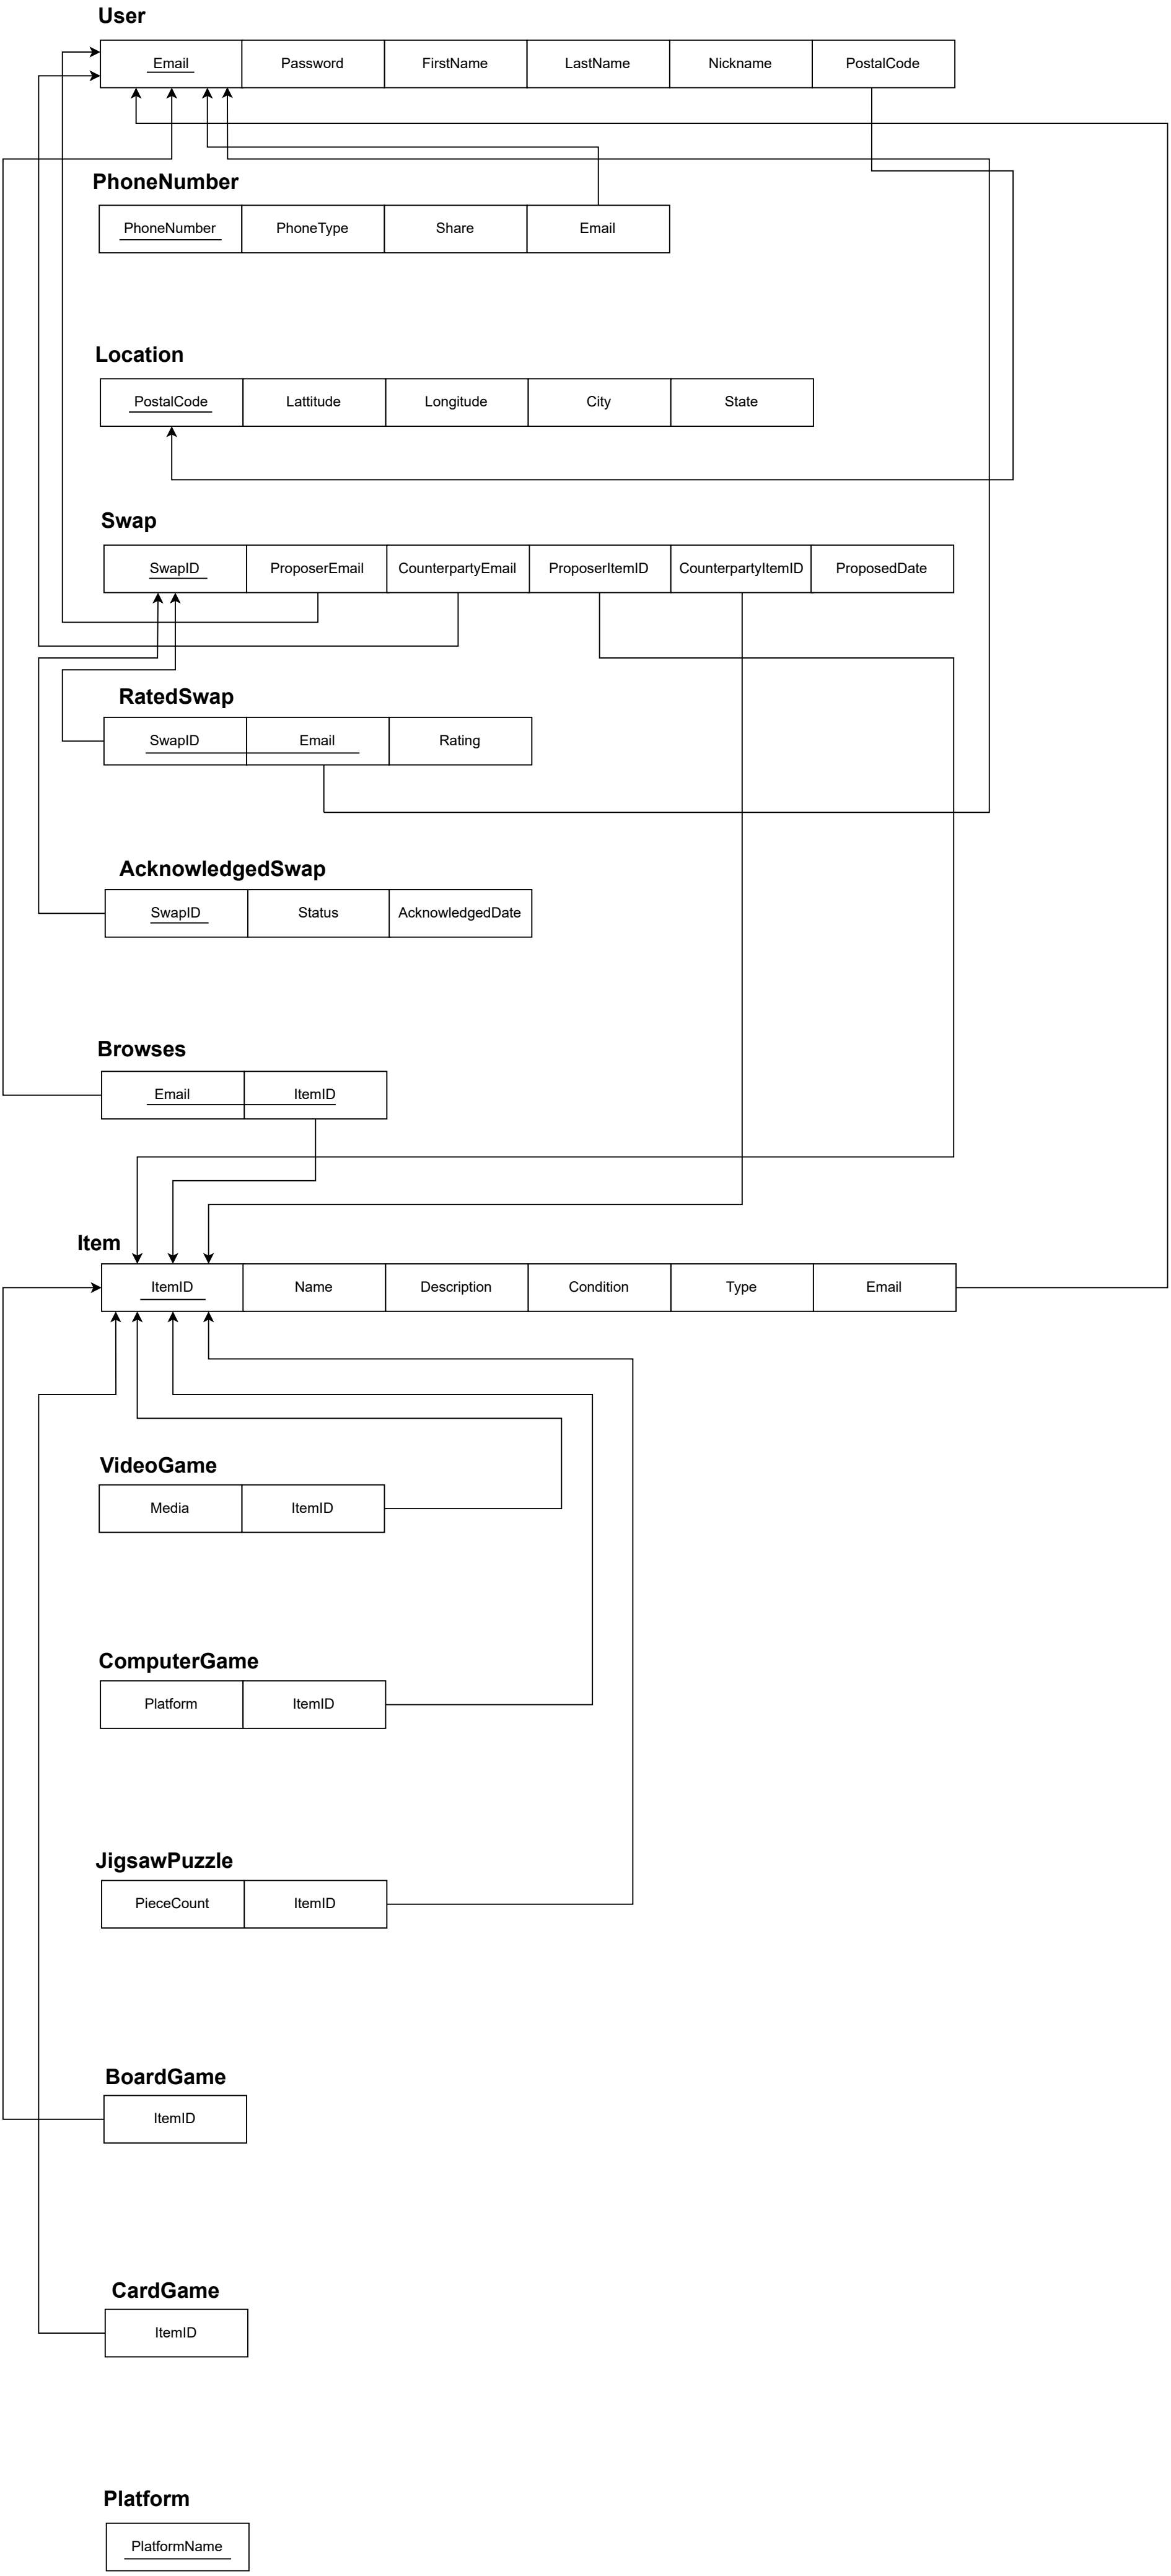 User
Email Password FirstName LastName Nickname PostalCode
PhoneNumber
PhoneNumber PhoneType Share Email
Location
PostalCode Lattitude Longitude City State
Swap
SwapID ProposerEmail CounterpartyEmail ProposerItemID CounterpartyItemID ProposedDate
RatedSwap
SwapID Email Rating
AcknowledgedSwap
SwapID Status AcknowledgedDate
Browses
Email ItemID
Item
ItemID Name Description Condition Type Email
VideoGame
Media ItemID
ComputerGame
Platform ItemID
JigsawPuzzle
PieceCount ItemID
BoardGame
ItemID
CardGame
ItemID
Platform
PlatformName